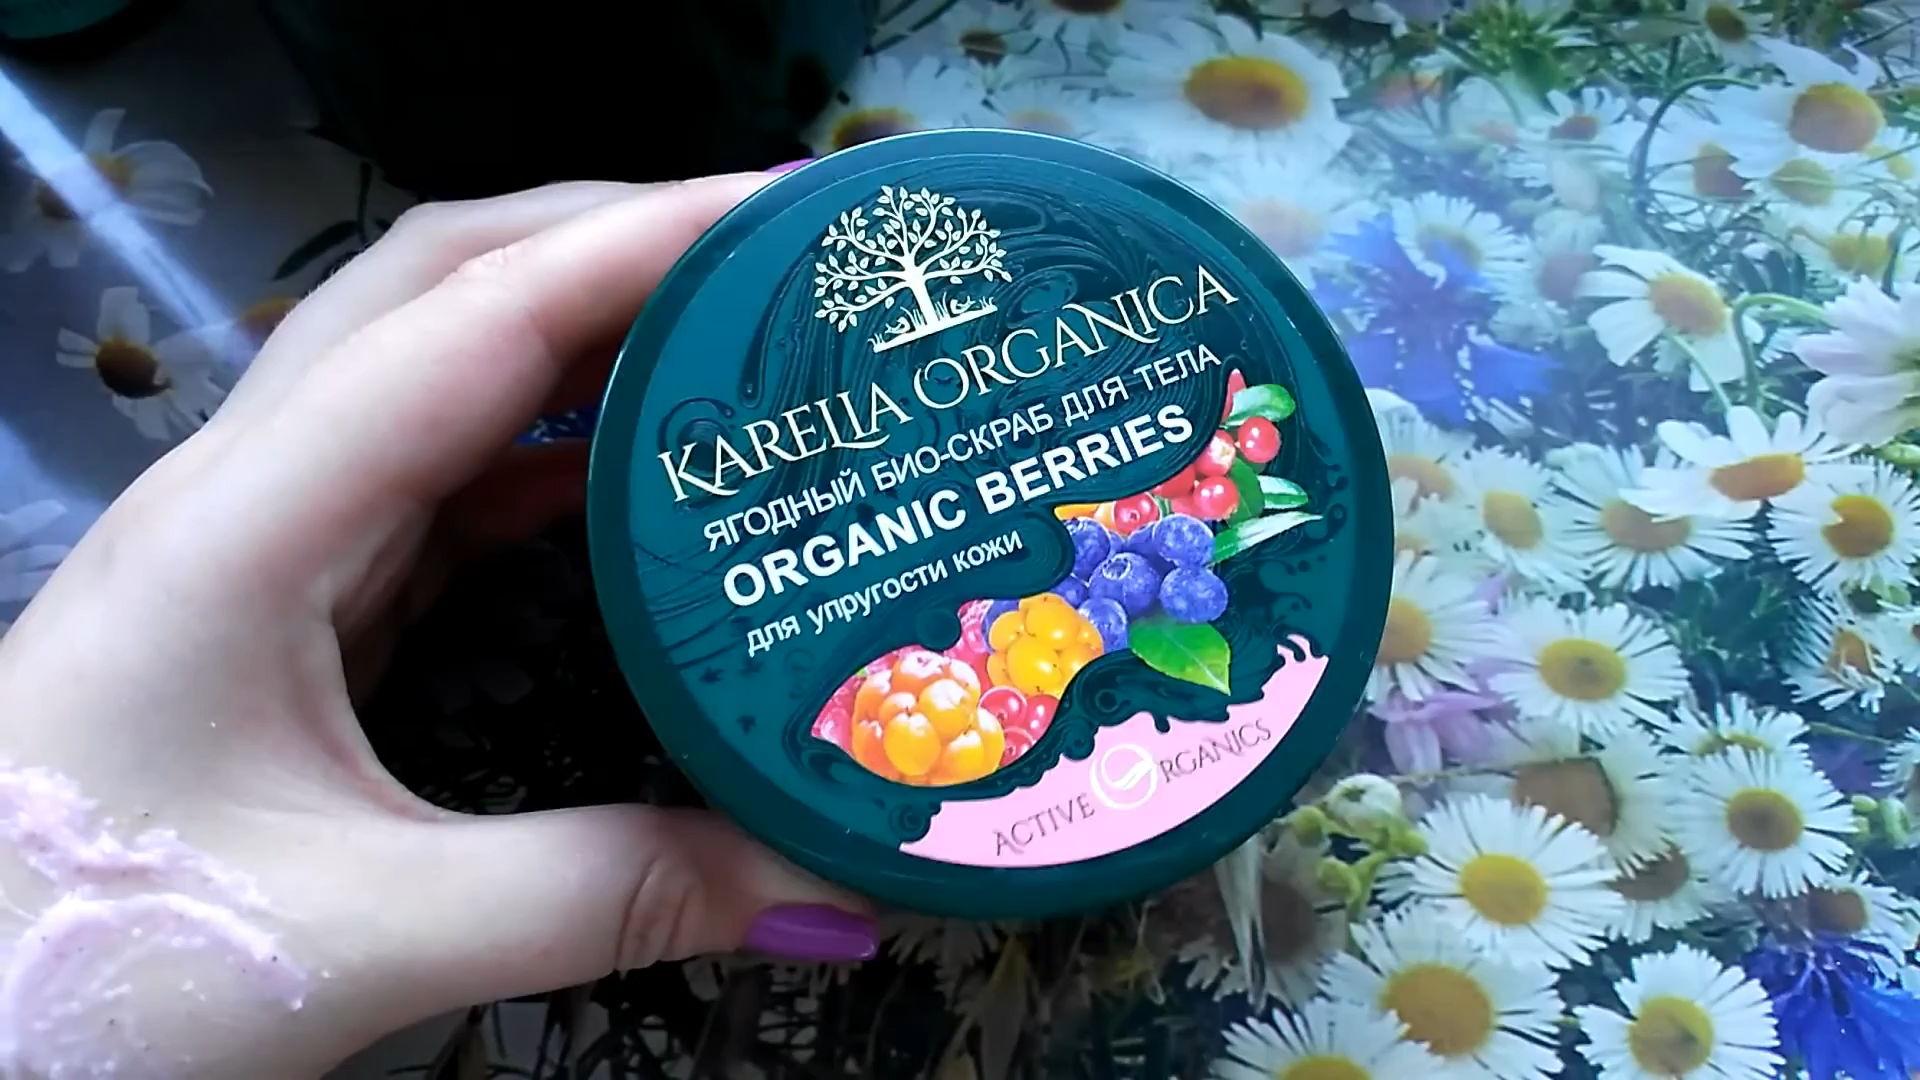 KARELIA ORGANICA
ЯГОДНЫЙ БИО-СКРАБ ДЛЯ ТЕЛА
ORGANIC BERRIES
для упругости кожи
ACTIVE ORGANICS